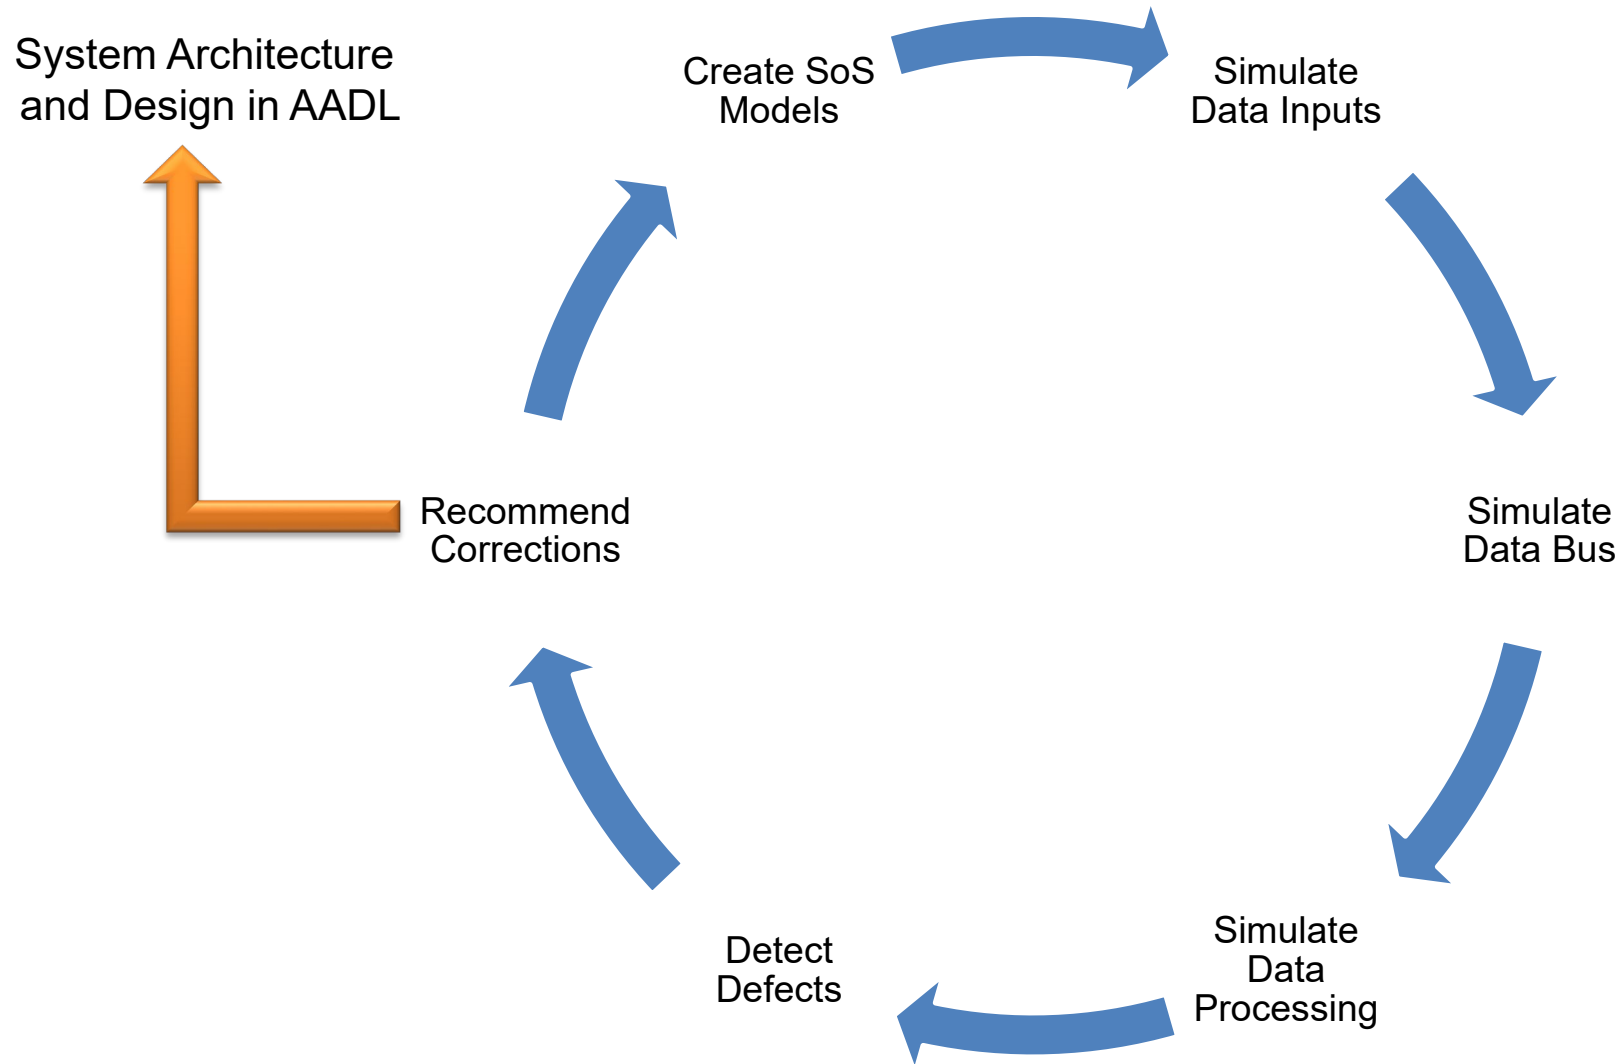 System Architecture
and Design in AADL
Create SoS
Models
Simulate
Data Inputs
Recommend
Corrections
Simulate
Data Bus
Detect
Defects
Simulate
Data
Processing